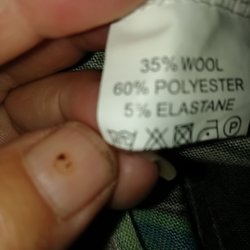 35% WOOL
60% POLYESTER
5% ELASTANE